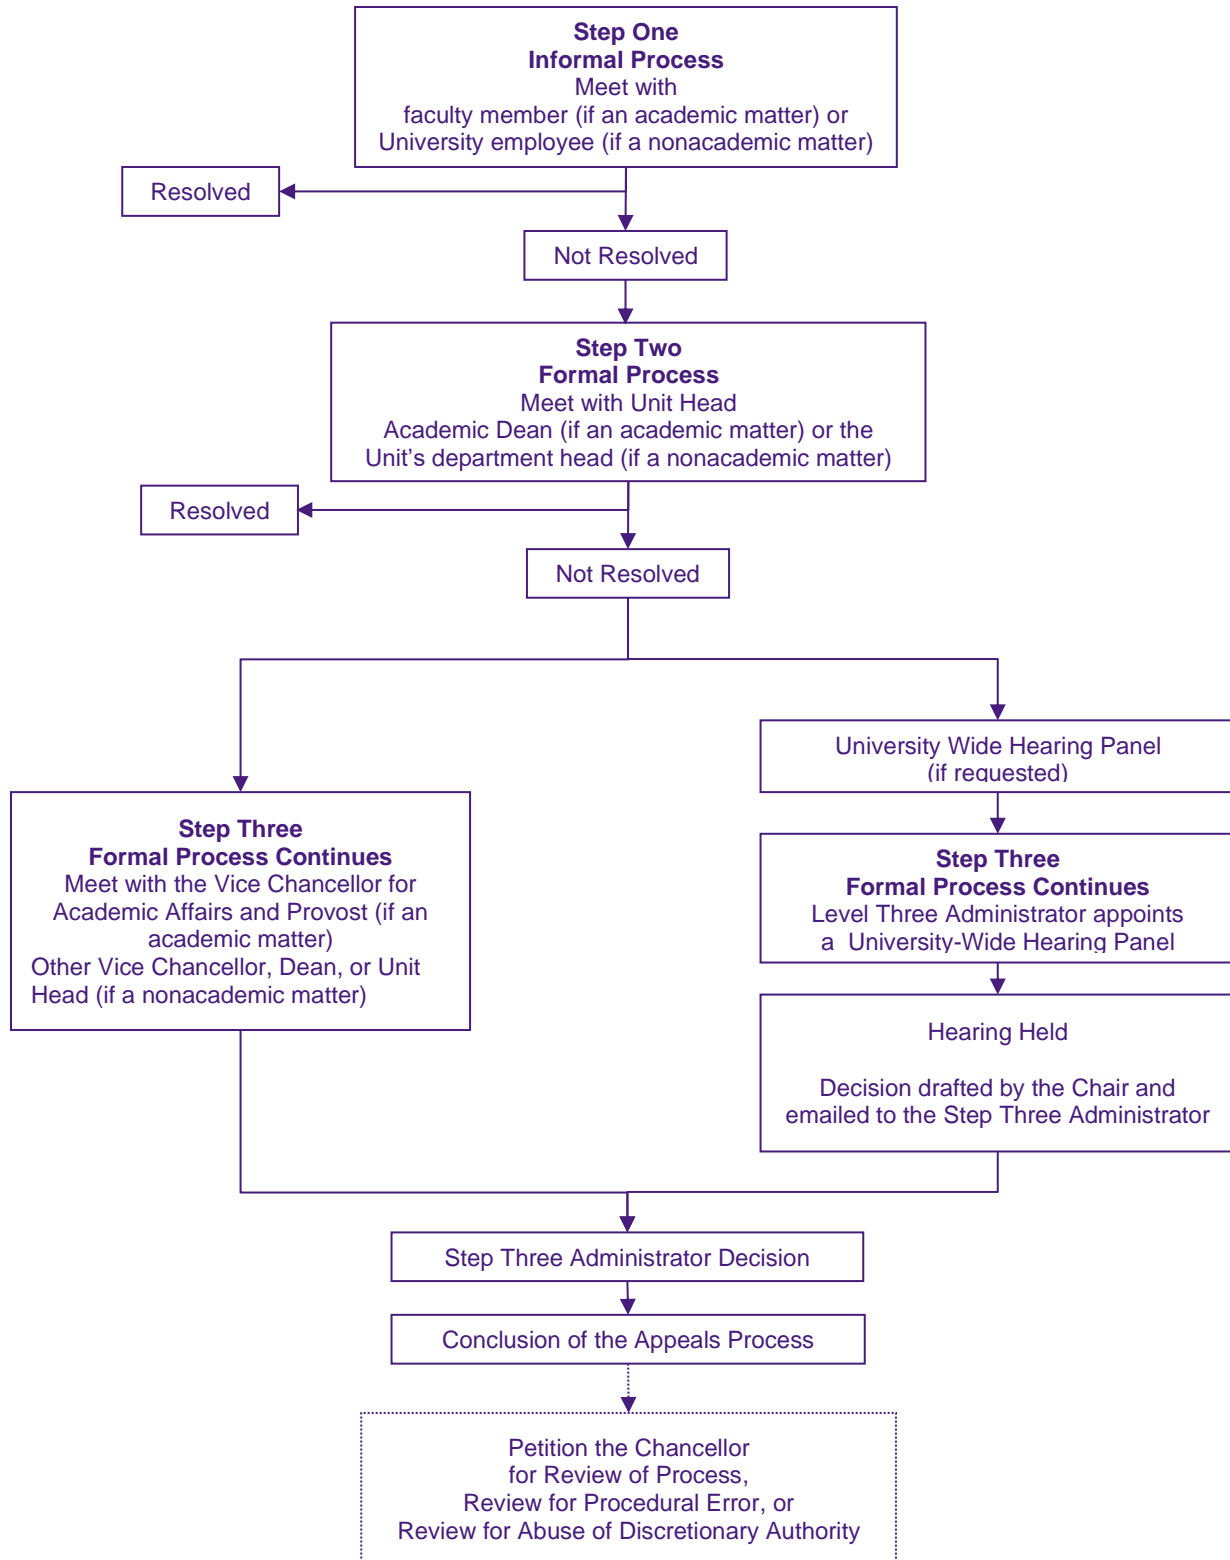 Step One
Informal Process
Meet with
faculty member (if an academic matter) or
University employee (if a nonacademic matter)
Resolved
Not Resolved
Step Two
Formal Process
Meet with Unit Head
Academic Dean (if an academic matter) or the
Unit's department head (if a nonacademic matter)
Resolved
Not Resolved
Step Three
Formal Process Continues
Meet with the Vice Chancellor for
Academic Affairs and Provost (if an
academic matter)
Other Vice Chancellor, Dean, or Unit
Head (if a nonacademic matter)
University Wide Hearing Panel
(if requested)
Step Three
Formal Process Continues
Level Three Administrator appoints
a University-Wide Hearing Panel
Hearing Held
Decision drafted by the Chair and
emailed to the Step Three Administrator
Step Three Administrator Decision
Conclusion of the Appeals Process
Petition the Chancellor
for Review of Process,
Review for Procedural Error, or
Review for Abuse of Discretionary Authority